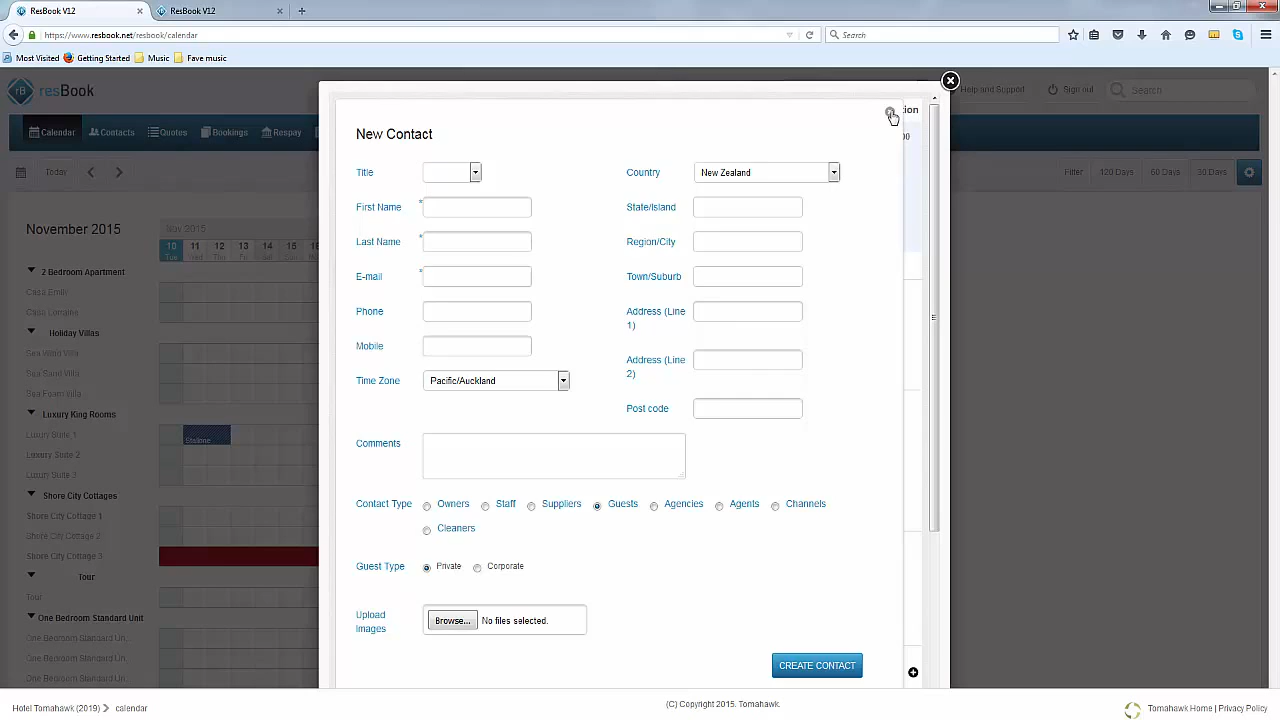 ResBook V12
ResBook V12
https://www.resbook.net/resbook/calendar
Search
Most Visited Getting Started Music Fave music
resBook
Help and Support Sign out Search
Calendar Contacts Quotes Bookings Respay
Today Filter 420 Days 60 Days 30 Days
November 2015
Nov 2015
10 11 12 13 14 15
Tue Wed Thu Fri Sat Sun
2 Bedroom Apartment
Casa Emily
Casa Lorraine
Holiday Villas
Sea Ward Villa
Sea Sand Villa
Sea Foam Villa
Luxury King Rooms
Luxury Suite 1
Stallone
Luxury Suite 2
Luxury Suite 3
Shore City Cottages
Shore City Cottage 1
Shore City Cottage 2
Shore City Cottage 3
Tour
Tour
One Bedroom Standard Unit
One Bedroom Standard Un..
One Bedroom Standard Un..
One Bedroom Standard Un..
New Contact
Title
First Name *
Last Name *
E-mail *
Phone
Mobile
Time Zone Pacific/Auckland
Country New Zealand
State/Island
Region/City
Town/Suburb
Address (Line 1)
Address (Line 2)
Post code
Comments
Contact Type Owners Staff Suppliers Guests Agencies Agents Channels
Cleaners
Guest Type Private Corporate
Upload Images
Browse... No files selected.
CREATE CONTACT
Hotel Tomahawk (2019) calendar
(C) Copyright 2015. Tomahawk.
Tomahawk Home | Privacy Policy